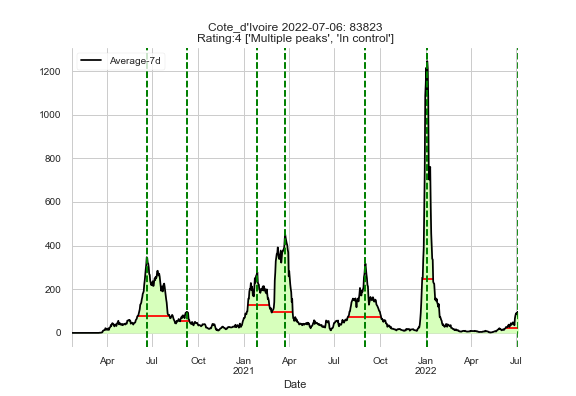 Cote_d'Ivoire 2022-07-06: 83823
Rating:4 ['Multiple peaks', 'In control']
Average-7d
1200
1000
800
600
400
200
0
Apr Jul Oct Jan Apr Jul Oct Jan Apr Jul
2021 2022
Date